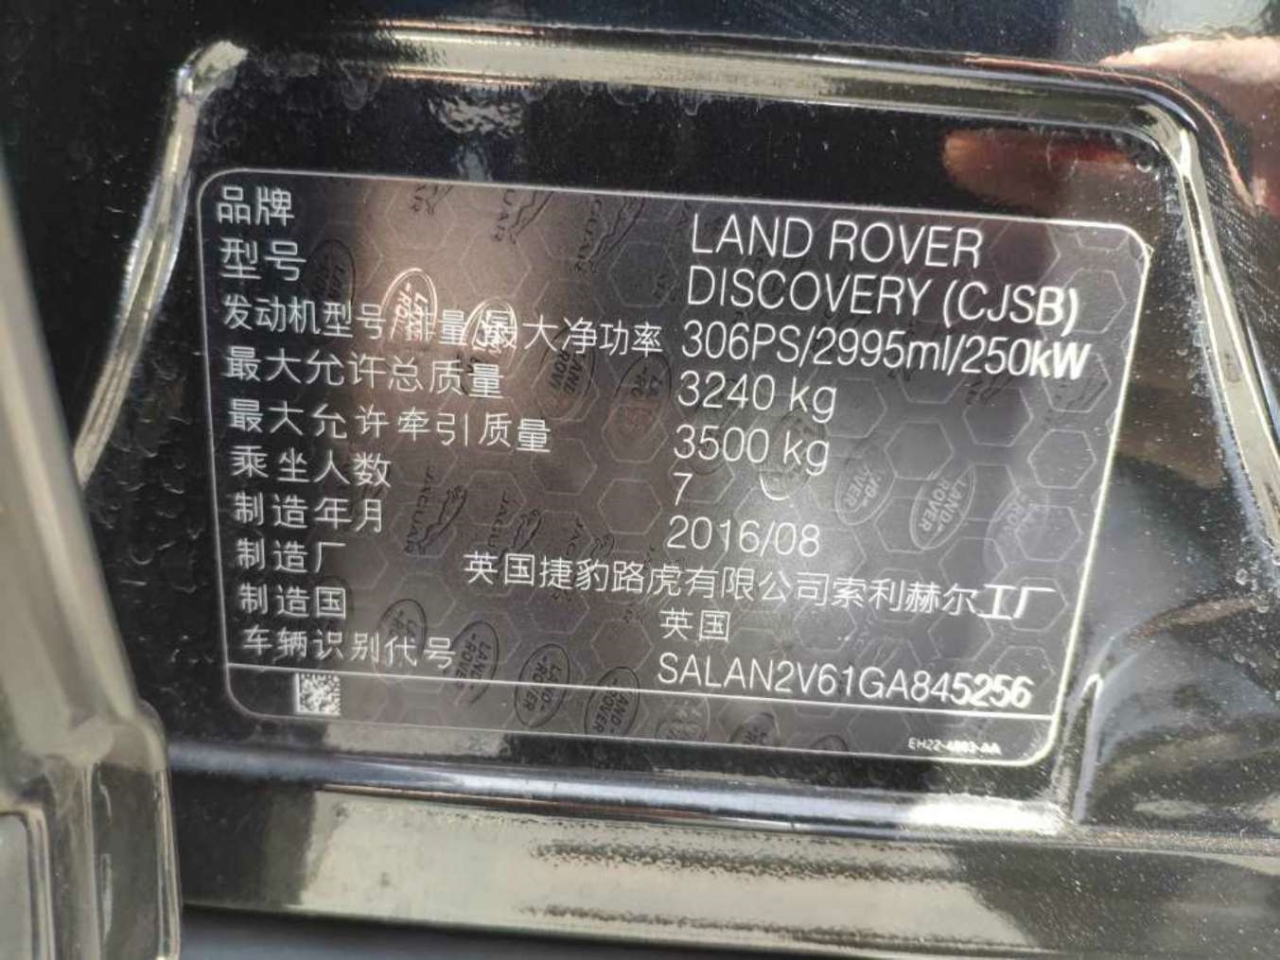 品牌 LAND ROVER
型号 DISCOVERY (CJSB)
发动机型号/排量/最大净功率 306PS/2995ml/250kW
最大允许总质量 3240 kg
最大允许牵引质量 3500 kg
乘坐人数 7
制造年月 2016/08
制造厂 英国捷豹路虎有限公司索利赫尔工厂
制造国 英国
车辆识别代号 SALAN2V61GA845256